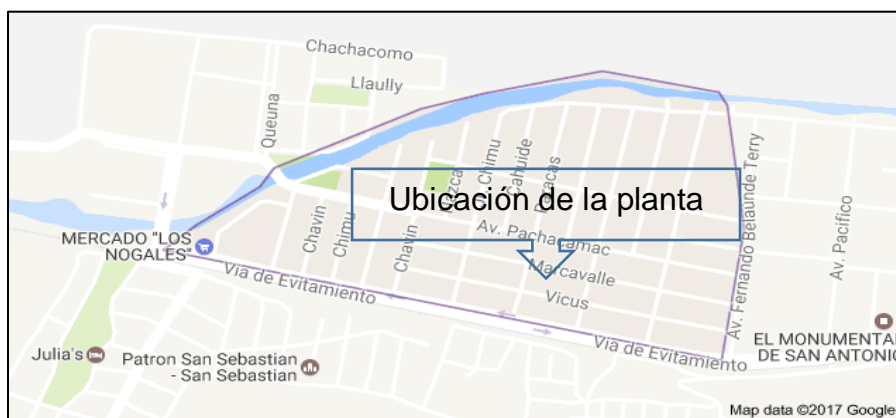 Chachacomo
Llaully
Queuna
Chimu
Cahuide
Ubicación de la planta
Av. Fernando Belaunde Terry
Av. Pacífico
Chavin
Chimu
Chavin
Av. Pachacamac
Marcavalle
Vicus
MERCADO "LOS
NOGALES"
Via de Evitamiento
Julia's
Patron San Sebastian
- San Sebastian
Via de Evitamiento
EL MONUMENTAL
DE SAN ANTONIO
Map data ©2017 Google